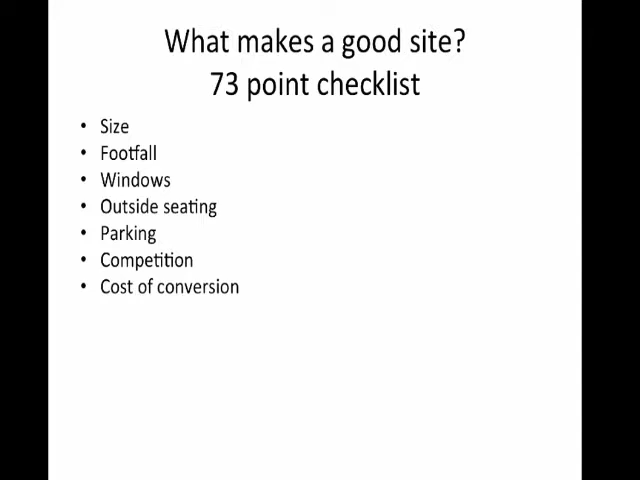 What makes a good site?
73 point checklist
• Size
• Footfall
• Windows
• Outside seating
• Parking
• Competition
• Cost of conversion